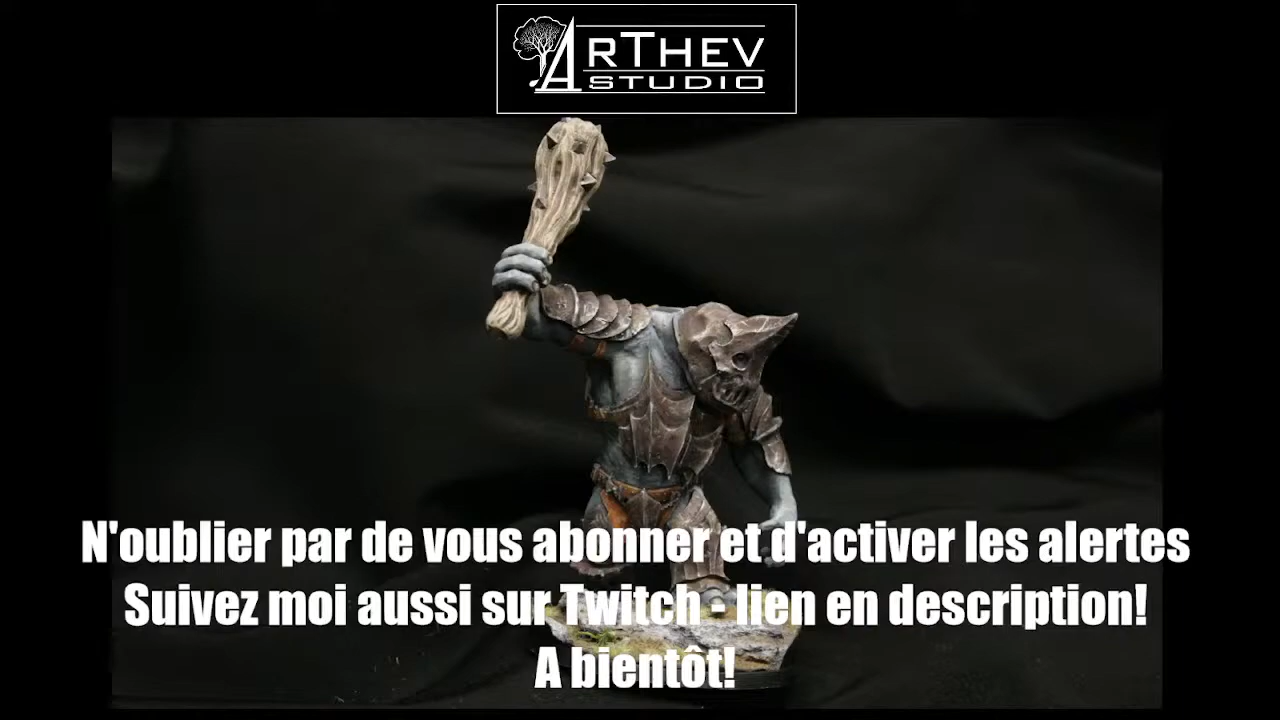 ARTHEV
STUDIO
N'oublier par de vous abonner et d'activer les alertes
Suivez moi aussi sur Twitch - lien en description!
A bientôt!